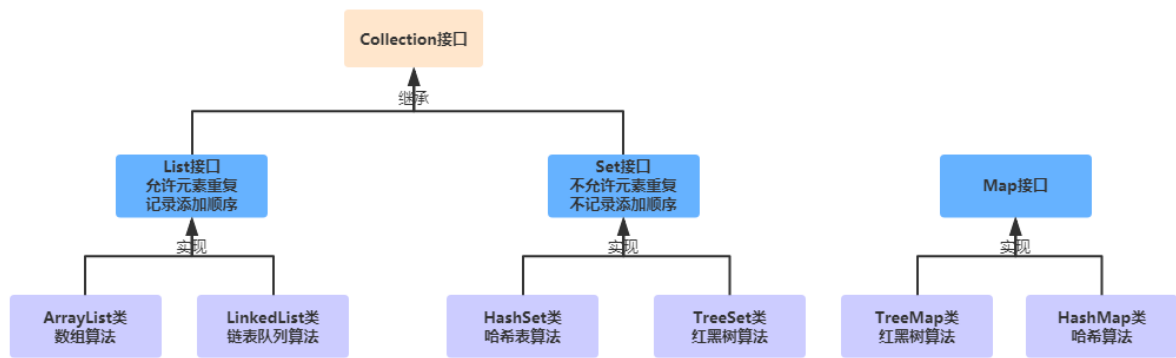 Collection接口
继承
List接口
允许元素重复
记录添加顺序
Set接口
不允许元素重复
不记录添加顺序
Map接口
实现
实现
实现
ArrayList类
数组算法
LinkedList类
链表队列算法
HashSet类
哈希表算法
TreeSet类
红黑树算法
TreeMap类
红黑树算法
HashMap类
哈希算法